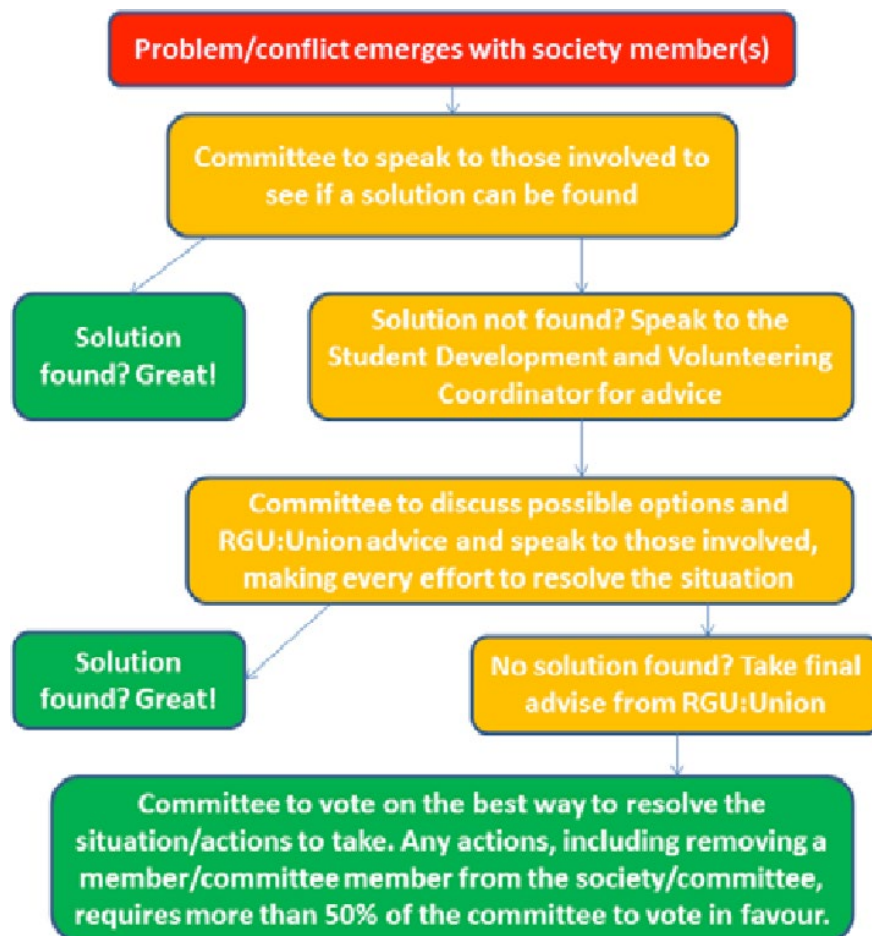 Problem/conflict emerges with society member(s)
Committee to speak to those involved to
see if a solution can be found
Solution
found? Great!
Solution not found? Speak to the
Student Development and Volunteering
Coordinator for advice
Committee to discuss possible options and
RGU:Union advice and speak to those involved,
making every effort to resolve the situation
Solution
found? Great!
No solution found? Take final
advise from RGU:Union
Committee to vote on the best way to resolve the
situation/actions to take. Any actions, including removing a
member/committee member from the society/committee,
requires more than 50% of the committee to vote in favour.